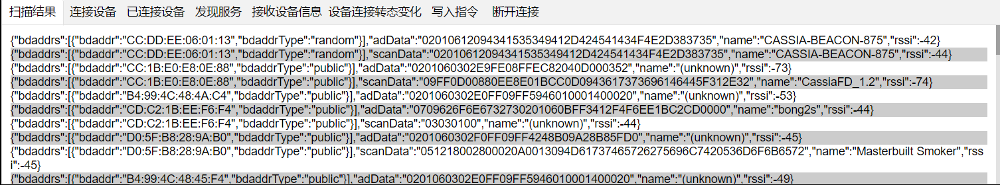 扫描结果 连接设备 已连接设备 发现服务 接收设备信息 设备连接转态变化 写入指令 断开连接
{"bdaddrs":[{"bdaddr":"CC:DD:EE:06:01:13","bdaddrType":"random"}],"adData":"0201061209434153534​9412D424541434F4E2D383735","name":"CASSIA-BEACON-875","rssi":-42}
{"bdaddrs":[{"bdaddr":"CC:DD:EE:06:01:13","bdaddrType":"random"}],"scanData":"02010612094341535349412D424541434F4E2D383735","name":"CASSIA-BEACON-875","rssi":-44}
{"bdaddrs":[{"bdaddr":"CC:1B:E0:E8:0E:88","bdaddrType":"public"}],"adData":"0201060302E9FE08FFEC82040D000352","name":"(unknown)","rssi":-73}
{"bdaddrs":[{"bdaddr":"CC:1B:E0:E8:0E:88","bdaddrType":"public"}],"scanData":"09FF0D00880EE8E01BCC0D0943617373696146445F312E32","name":"CassiaFD_1.2","rssi":-74}
{"bdaddrs":[{"bdaddr":"B4:99:4C:48:4A:C4","bdaddrType":"public"}],"adData":"0201060302E0FF09FF5946010001400020","name":"(unknown)","rssi":-53}
{"bdaddrs":[{"bdaddr":"CD:C2:1B:EE:F6:F4","bdaddrType":"public"}],"adData":"0709626F6E6732730201060BFF3412F4F6EE1BC2CD0000","name":"bong2s","rssi":-44}
{"bdaddrs":[{"bdaddr":"CD:C2:1B:EE:F6:F4","bdaddrType":"public"}],"scanData":"03030100","name":"(unknown)","rssi":-44}
{"bdaddrs":[{"bdaddr":"D0:5F:B8:28:9A:B0","bdaddrType":"public"}],"adData":"0201060302F0FF09FF4248B09A28B85FD0","name":"(unknown)","rssi":-45}
{"bdaddrs":[{"bdaddr":"D0:5F:B8:28:9A:B0","bdaddrType":"public"}],"scanData":"051218002800020A0013094D61737465726275696C7420536D6F6B6572","name":"Masterbuilt Smoker","rss
i":-45}
{"bdaddrs":[{"bdaddr":"B4:99:4C:48:45:F4","bdaddrType":"public"}],"adData":"0201060302E0FF09FF5946010001400020","name":"(unknown)","rssi":-49}